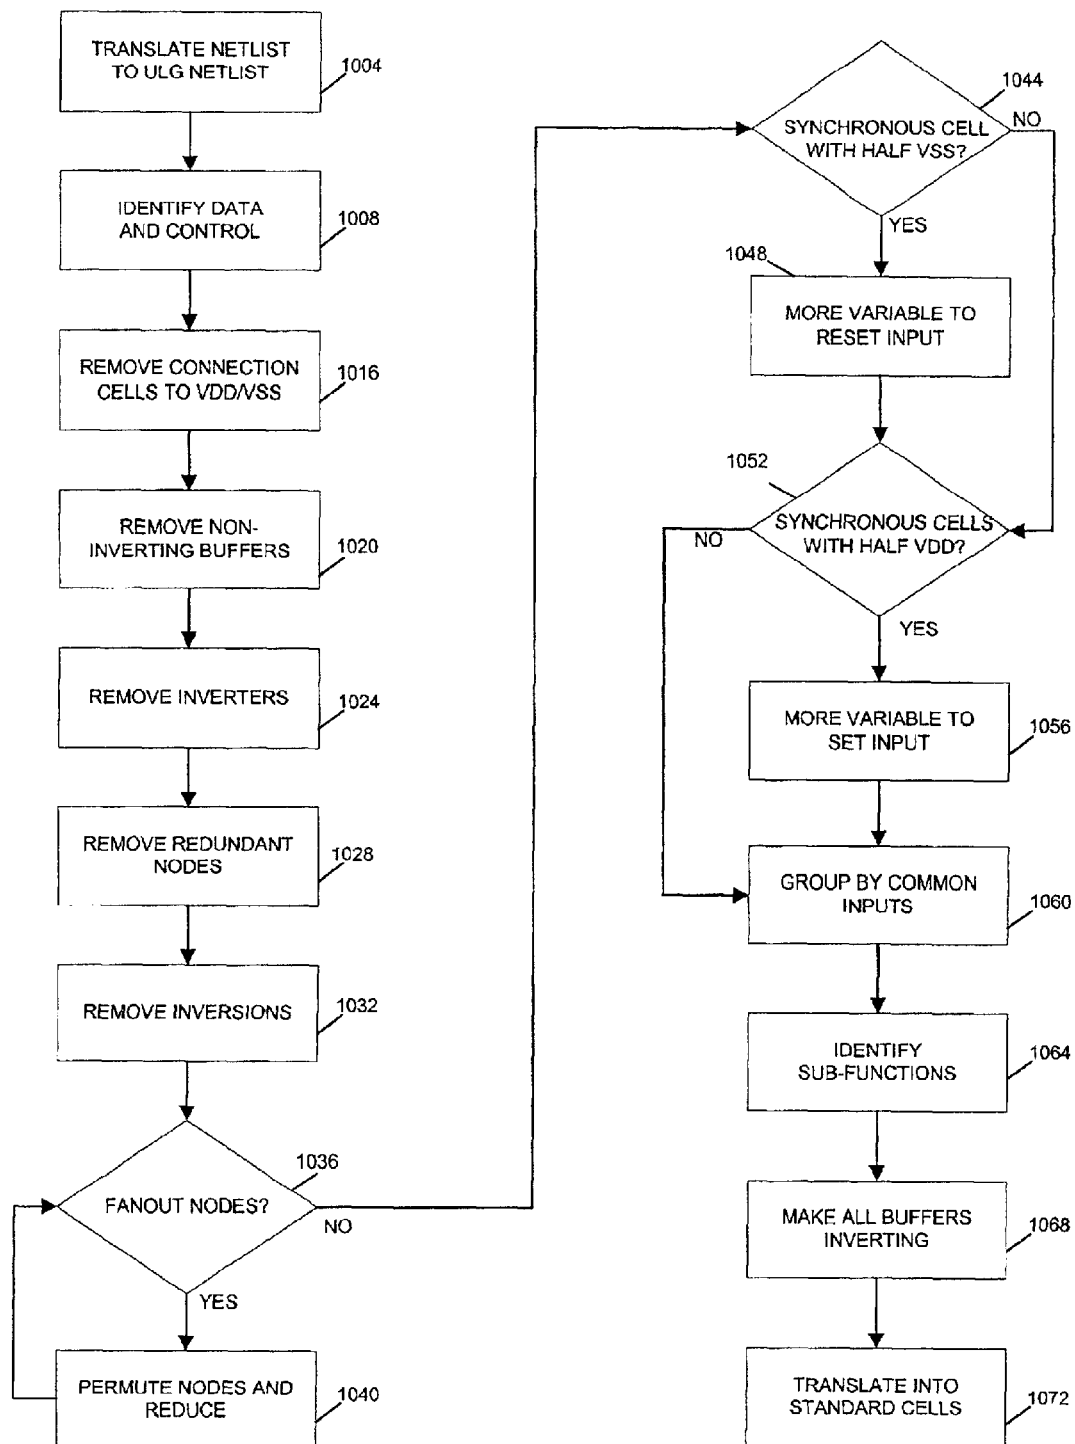 TRANSLATE NETLIST
TO ULG NETLIST
1004
IDENTIFY DATA
AND CONTROL
1008
REMOVE CONNECTION
CELLS TO VDD/VSS
1016
REMOVE NON-
INVERTING BUFFERS
1020
REMOVE INVERTERS
1024
REMOVE REDUNDANT
NODES
1028
REMOVE INVERSIONS
1032
FANOUT NODES?
1036
NO
YES
PERMUTE NODES AND
REDUCE
1040
SYNCHRONOUS CELL
WITH HALF VSS?
1044
NO
YES
1048
MORE VARIABLE TO
RESET INPUT
1052
SYNCHRONOUS CELLS
WITH HALF VDD?
NO
YES
MORE VARIABLE TO
SET INPUT
1056
GROUP BY COMMON
INPUTS
1060
IDENTIFY
SUB-FUNCTIONS
1064
MAKE ALL BUFFERS
INVERTING
1068
TRANSLATE INTO
STANDARD CELLS
1072